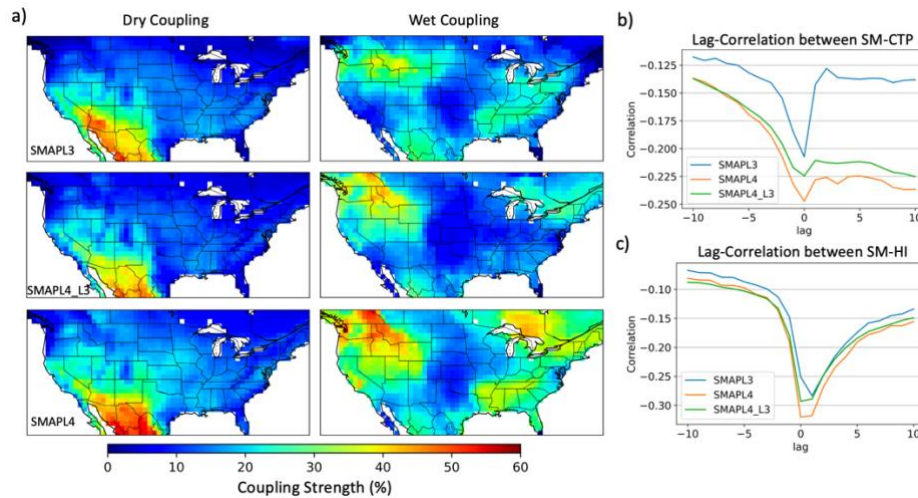 a)
Dry Coupling
Wet Coupling
SMAPL3
SMAPL4_L3
SMAPL4
0 10 20 30 40 50 60
Coupling Strength (%)
b)
Lag-Correlation between SM-CTP
Correlation
−0.125
−0.150
−0.175
−0.200
−0.225
−0.250
SMAPL3
SMAPL4
SMAPL4_L3
−10 −5 0 5 10
lag
c)
Lag-Correlation between SM-HI
Correlation
−0.10
−0.15
−0.20
−0.25
−0.30
SMAPL3
SMAPL4
SMAPL4_L3
−10 −5 0 5 10
lag